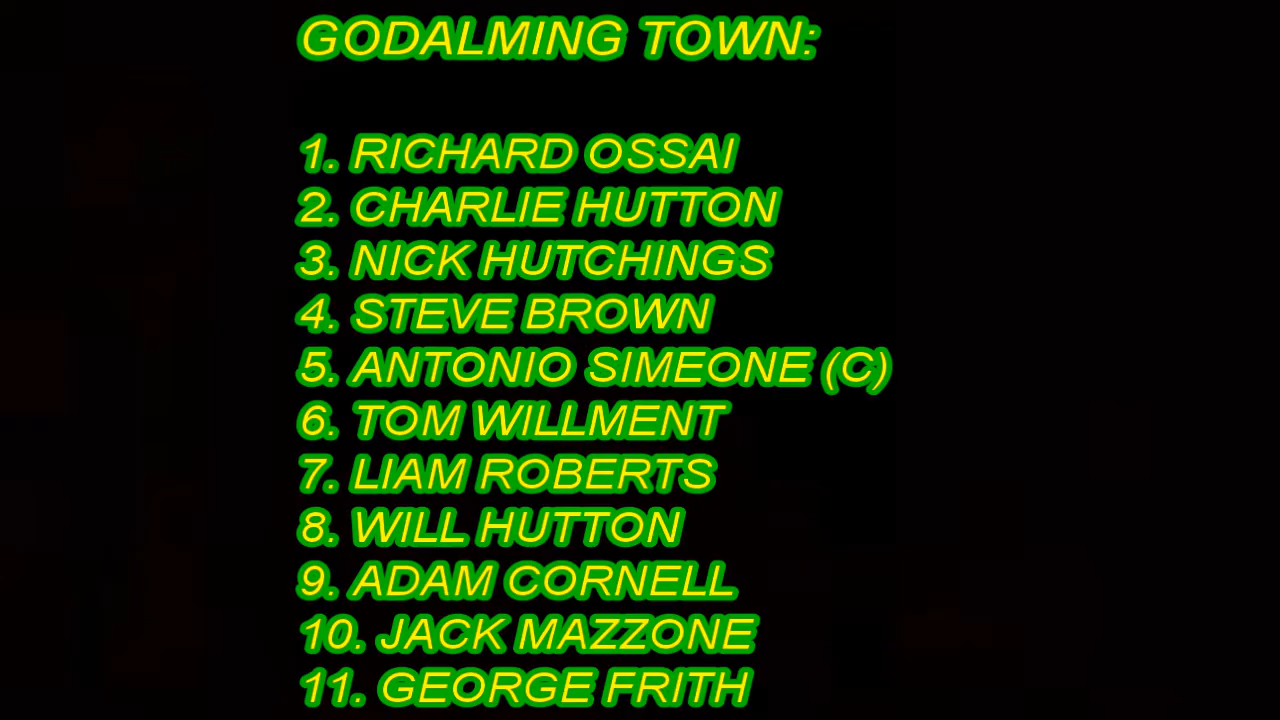 GODALMING TOWN:
1. RICHARD OSSAI
2. CHARLIE HUTTON
3. NICK HUTCHINGS
4. STEVE BROWN
5. ANTONIO SIMEONE (C)
6. TOM WILLMENT
7. LIAM ROBERTS
8. WILL HUTTON
9. ADAM CORNELL
10. JACK MAZZONE
11. GEORGE FRITH